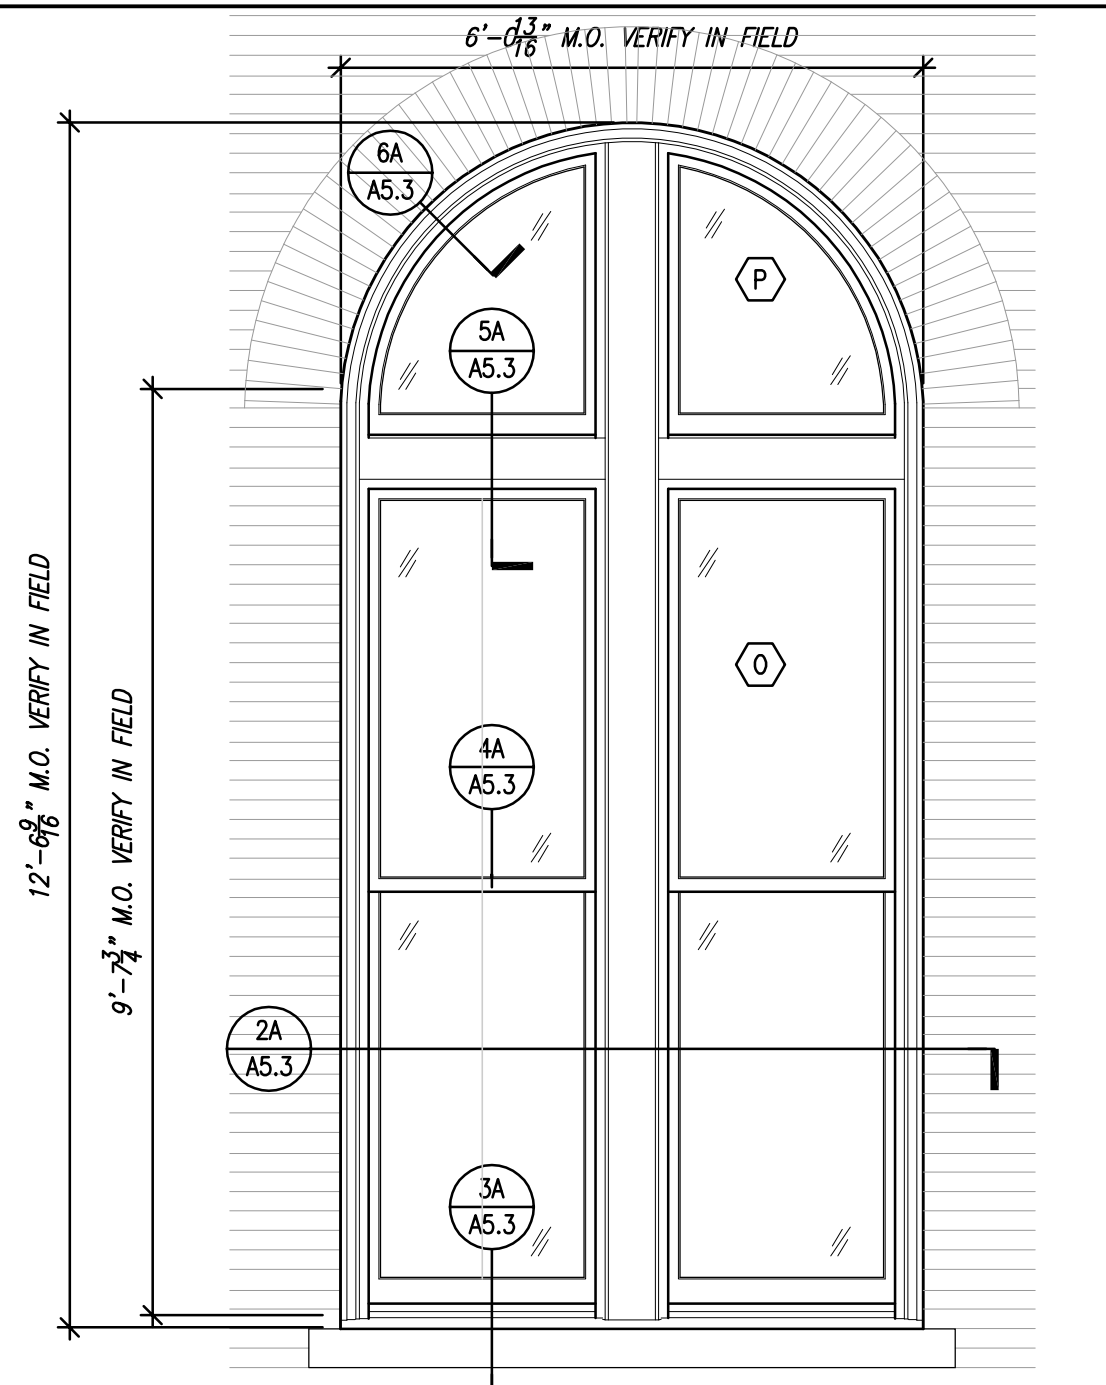 6'-0 13/16" M.O. VERIFY IN FIELD
6A
A5.3
P
5A
A5.3
12'-6 9/16" M.O. VERIFY IN FIELD
9'-7 3/4" M.O. VERIFY IN FIELD
O
4A
A5.3
2A
A5.3
3A
A5.3